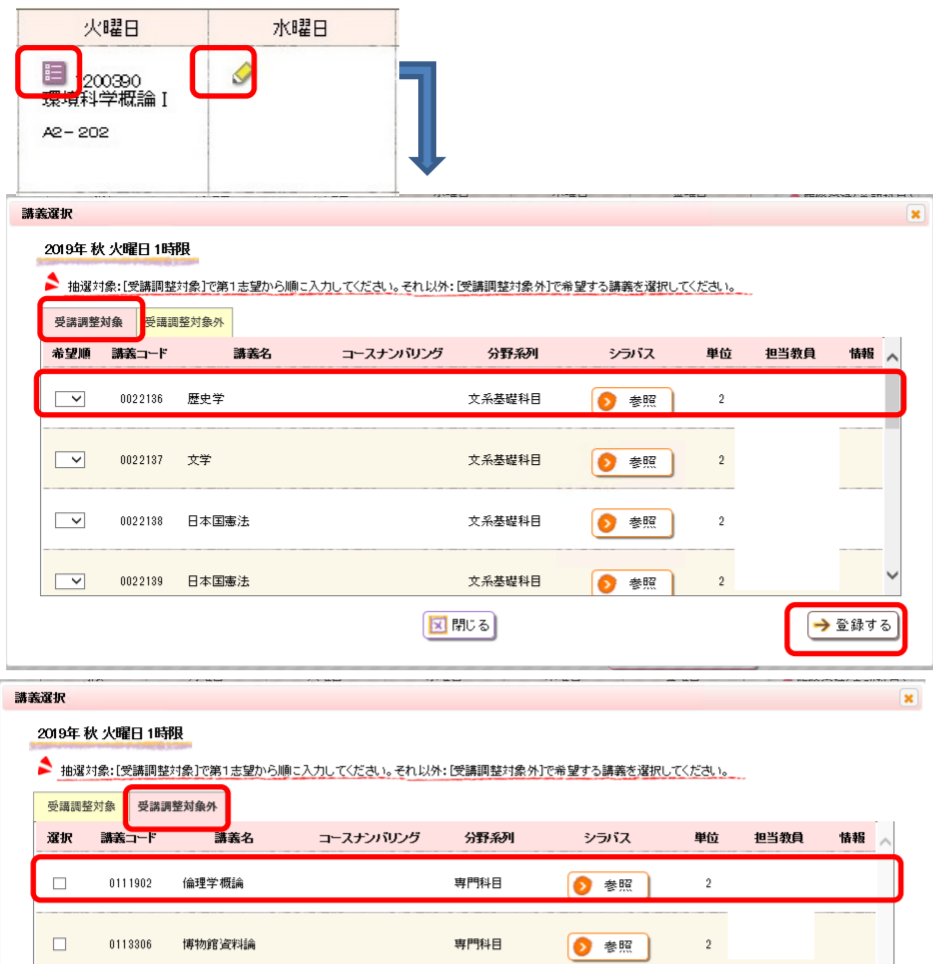 火曜日 水曜日
1200390
環境科学概論Ⅰ
A2-202
講義選択
2019年 秋 火曜日 1時限
抽選対象:[受講調整対象]で第1志望から順に入力してください。それ以外:[受講調整対象外]で希望する講義を選択してください。
受講調整対象 受講調整対象外
希望順 講義コード 講義名 コースナンバリング 分野系列 シラバス 単位 担当教員 情報
0022136 歴史学 文系基礎科目 参照 2
0022137 文学 文系基礎科目 参照 2
0022138 日本国憲法 文系基礎科目 参照 2
0022139 日本国憲法 文系基礎科目 参照 2
閉じる 登録する
講義選択
2019年 秋 火曜日 1時限
抽選対象:[受講調整対象]で第1志望から順に入力してください。それ以外:[受講調整対象外]で希望する講義を選択してください。
受講調整対象 受講調整対象外
選択 講義コード 講義名 コースナンバリング 分野系列 シラバス 単位 担当教員 情報
0111902 倫理学概論 専門科目 参照 2
0113306 博物館資料論 専門科目 参照 2